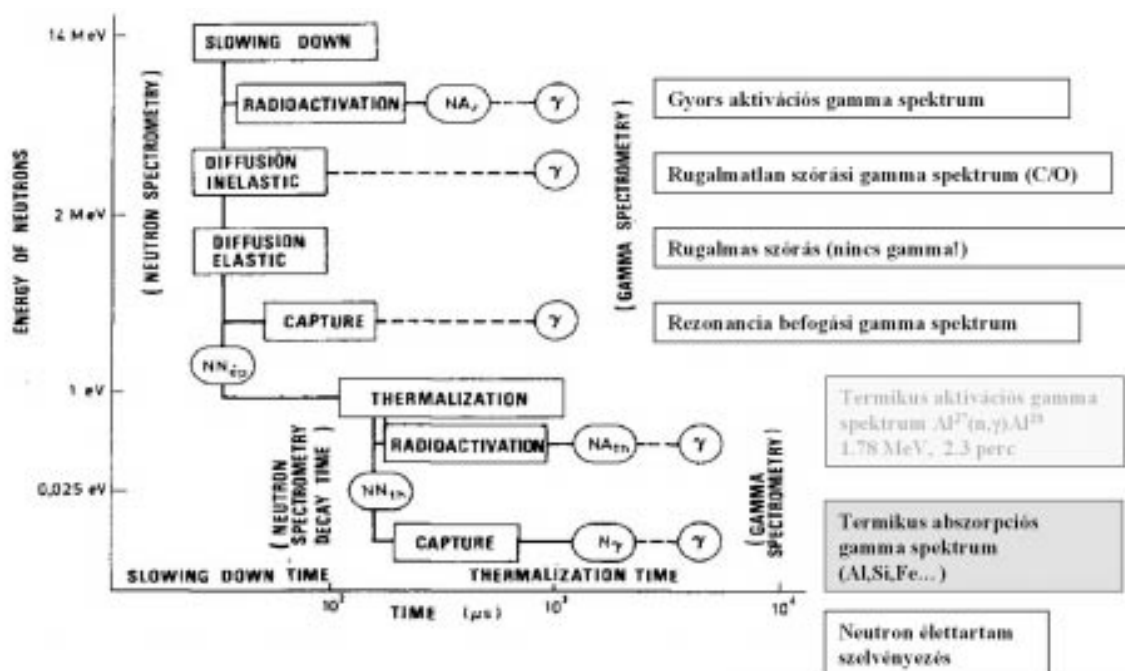 14 MeV
SLOWING DOWN
RADIOACTIVATION
γ
Gyors aktivációs gamma spektrum
DIFFUSION
INELASTIC
γ
Rugalmatlan szórási gamma spektrum (C/O)
2 MeV
DIFFUSION
ELASTIC
Rugalmas szórás (nincs gamma!)
CAPTURE
γ
Rezonancia befogási gamma spektrum
ENERGY OF NEUTRONS
( NEUTRON SPECTROMETRY )
( GAMMA SPECTROMETRY )
1 eV
THERMALIZATION
Termikus aktivációs gamma
spektrum Al²⁷(n,γ)Al²⁸
1.78 MeV, 2.3 perc
RADIOACTIVATION
NAth
γ
0,025 eV
NNth
( NEUTRON
SPECTROMETRY
DECAY TIME )
( GAMMA
SPECTROMETRY )
CAPTURE
Nγ
γ
Termikus abszorpciós
gamma spektrum
(Al,Si,Fe... )
SLOWING DOWN TIME
THERMALIZATION TIME
TIME (μs)
10³
10⁴
Neutron élettartam
szelvényezés